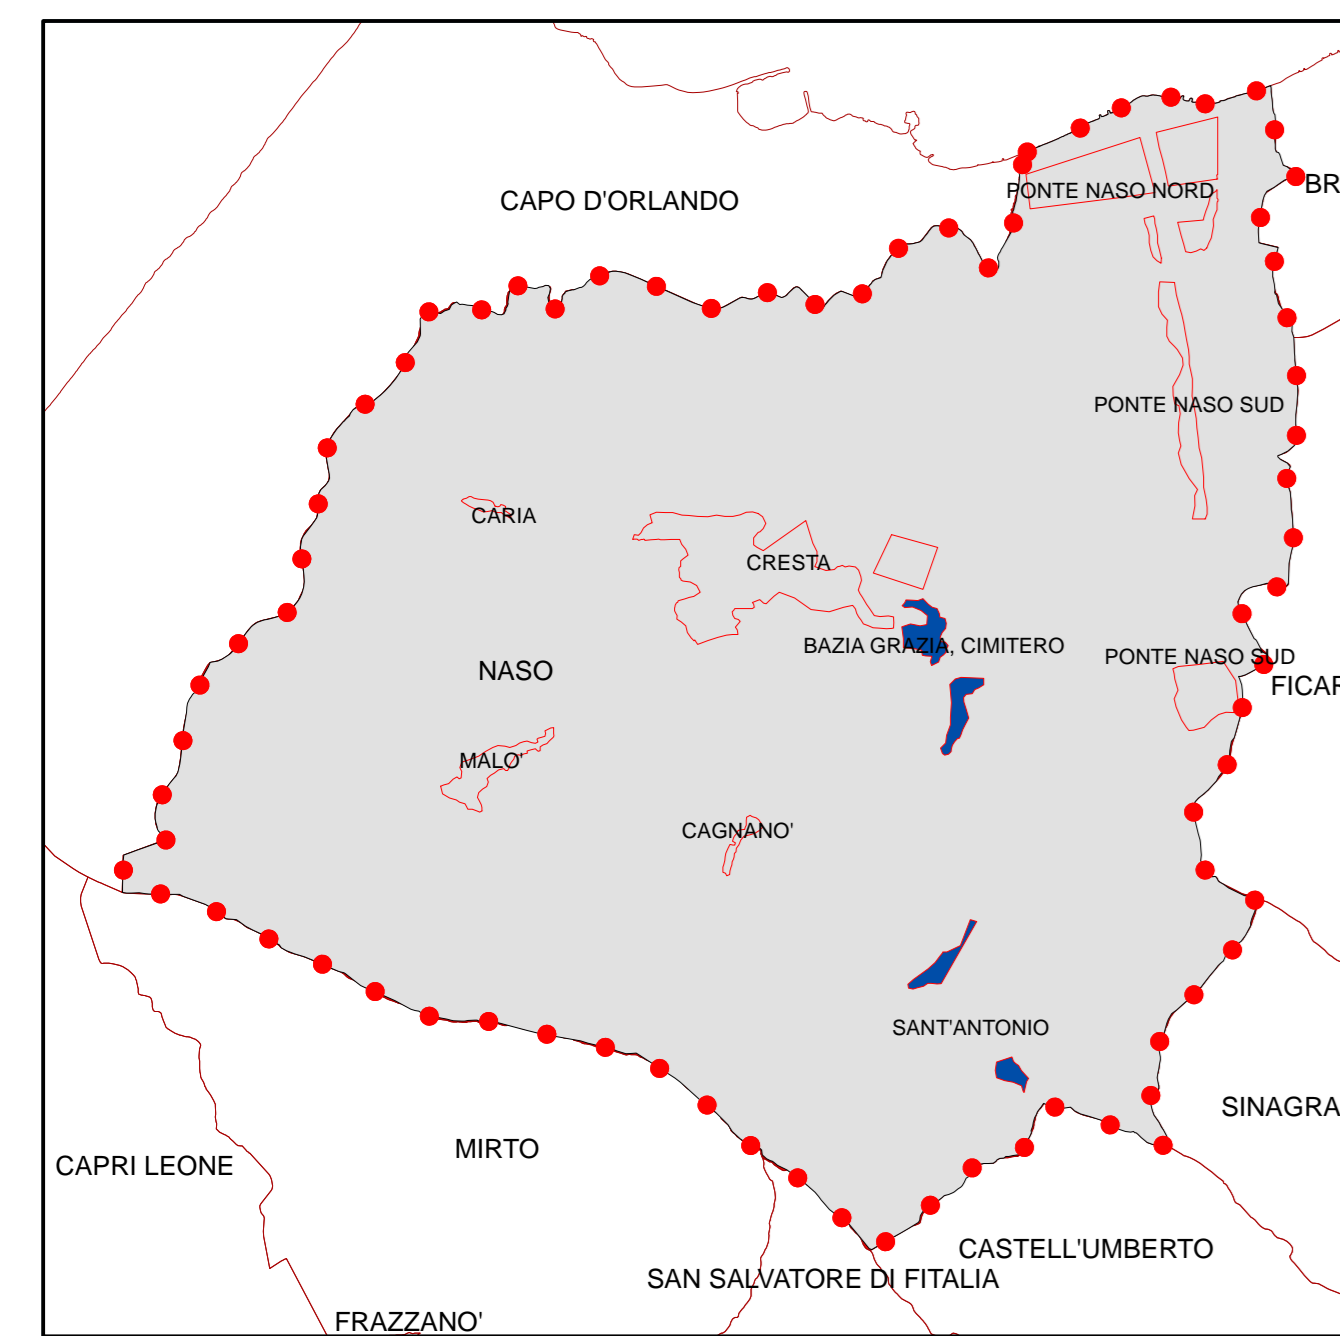 PONTE NASO NORD
BR
CAPO D'ORLANDO
PONTE NASO SUD
CARIA
CRESTA
BAZIA GRAZIA, CIMITERO
PONTE NASO SUD
NASO
FICAR
MALO'
CAGNANO'
SANT'ANTONIO
SINAGRA
MIRTO
CAPRI LEONE
CASTELL'UMBERTO
SAN SALVATORE DI FITALIA
FRAZZANO'